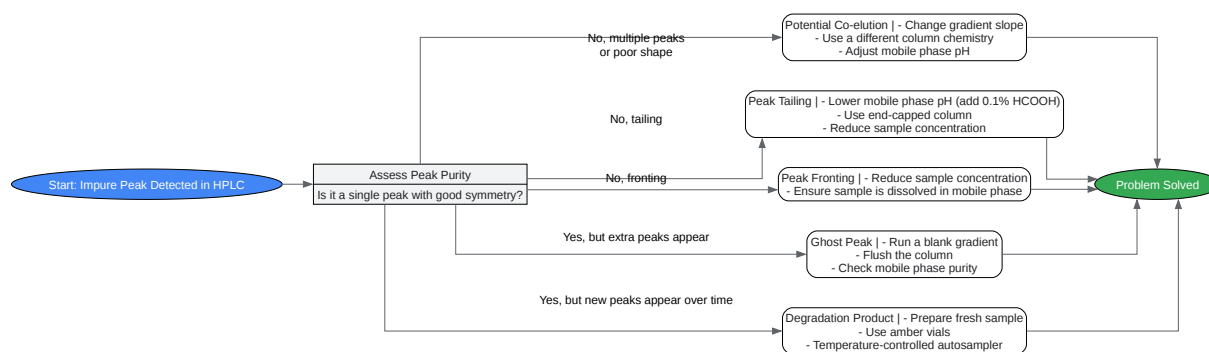 Start: Impure Peak Detected in HPLC
Assess Peak Purity
Is it a single peak with good symmetry?
No, multiple peaks
or poor shape
Potential Co-elution | - Change gradient slope
- Use a different column chemistry
- Adjust mobile phase pH
No, tailing
Peak Tailing | - Lower mobile phase pH (add 0.1% HCOOH)
- Use end-capped column
- Reduce sample concentration
No, fronting
Peak Fronting | - Reduce sample concentration
- Ensure sample is dissolved in mobile phase
Yes, but extra peaks appear
Ghost Peak | - Run a blank gradient
- Flush the column
- Check mobile phase purity
Yes, but new peaks appear over time
Degradation Product | - Prepare fresh sample
- Use amber vials
- Temperature-controlled autosampler
Problem Solved